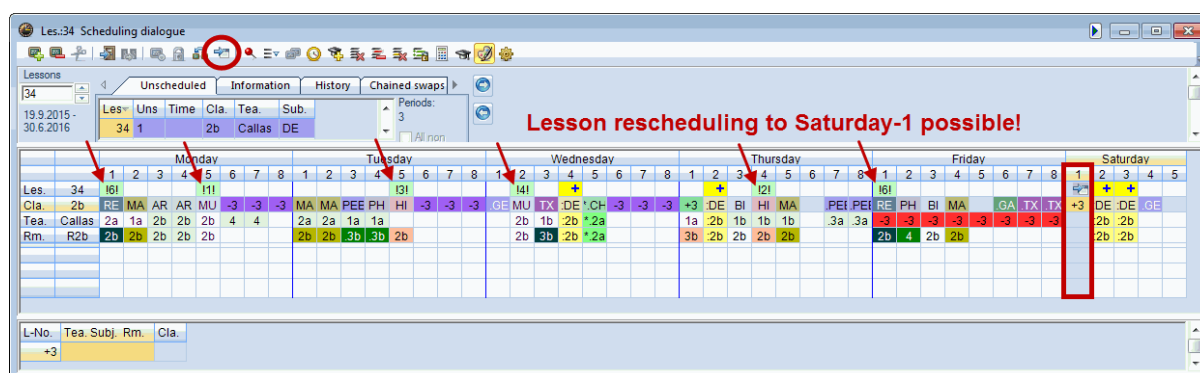 Les.:34 Scheduling dialogue
Lessons
34
19.9.2015 -
30.6.2016
Unscheduled Information History Chained swaps
Les Uns Time Cla. Tea. Sub.
34 1 2b Callas DE
Periods:
3
All non
Lesson rescheduling to Saturday-1 possible!
Monday Tuesday Wednesday Thursday Friday Saturday
1 2 3 4 5 6 7 8 1 2 3 4 5 6 7 8 1 2 3 4 5 6 7 8 1 2 3 4 5 6 7 8 1 2 3 4 5 6 7 8 1 2 3 4 5
Les. 34 !6! !1! !3! !4! + + !2! !6! + +
Cla. 2b RE MA AR AR MU -3 -3 -3 MA MA PEE PH HI -3 -3 -3 GE MU TX :DE *.CH -3 -3 -3 +3 :DE BI HI MA .PEE .PEE RE PH BI MA .GA .TX .TX +3 :DE :DE GE
Tea. Callas 2a 1a 2b 2b 2b 4 4 2a 2a 1a 1a 2b 1b :2b *.2a 1a :2b 1b 1b 1b .3a .3a -3 -3 -3 -3 -3 -3 -3 -3 :2b :2b
Rm. R2b 2b 2b 2b 2b 2b 2b 2b .3b .3b 2b 2b 3b :2b *.2a 3b :2b 2b 2b 2b 2b 4 2b 2b :2b :2b
L-No. Tea. Subj. Rm. Cla.
+3